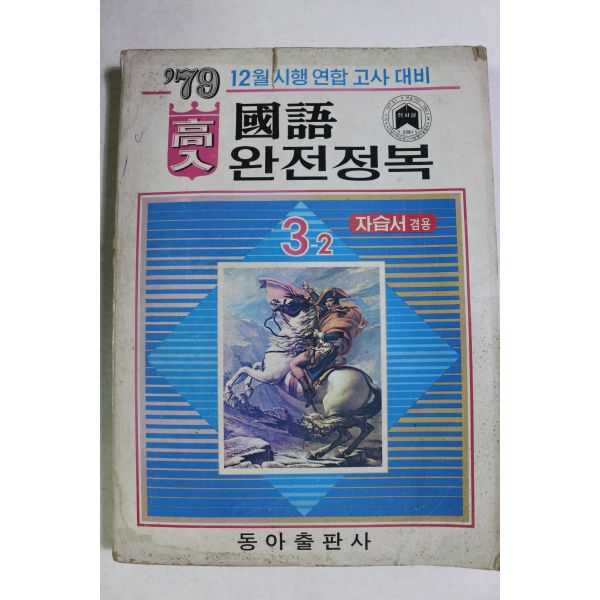 '79 12월 시행 연합 고사 대비
高入
國語
완전정복
3-2
자습서 겸용
동아출판사